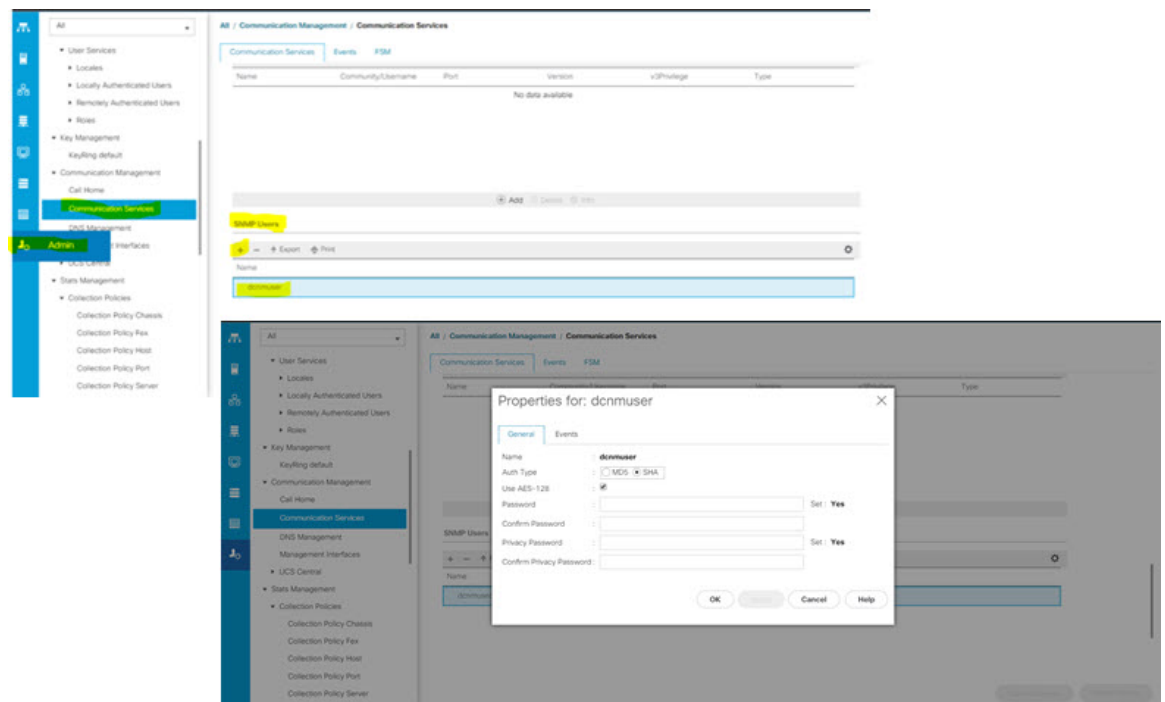 All
User Services
Locales
Locally Authenticated Users
Remotely Authenticated Users
Roles
Key Management
KeyRing default
Communication Management
Call Home
Communication Services
DNS Management
Admin
Interfaces
UCS Central
Stats Management
Collection Policies
Collection Policy Chassis
Collection Policy Fex
Collection Policy Host
Collection Policy Port
Collection Policy Server
All / Communication Management / Communication Services
Communication Services Events FSM
Name Community/Username Port Version v3Privilege Type
No data available
Add Delete Info
SNMP Users
+ − Export Print
Name
dcnmuser
All
User Services
Locales
Locally Authenticated Users
Remotely Authenticated Users
Roles
Key Management
KeyRing default
Communication Management
Call Home
Communication Services
DNS Management
Management Interfaces
UCS Central
Stats Management
Collection Policies
Collection Policy Chassis
Collection Policy Fex
Collection Policy Host
Collection Policy Port
Collection Policy Server
All / Communication Management / Communication Services
Communication Services Events FSM
Name Community/Username Port Version v3Privilege Type
SNMP Users
+ −
Name
dcnmuser
Properties for: dcnmuser
General Events
Name : dcnmuser
Auth Type : MD5 SHA
Use AES-128 :
Password : Set : Yes
Confirm Password :
Privacy Password : Set : Yes
Confirm Privacy Password :
OK Cancel Help